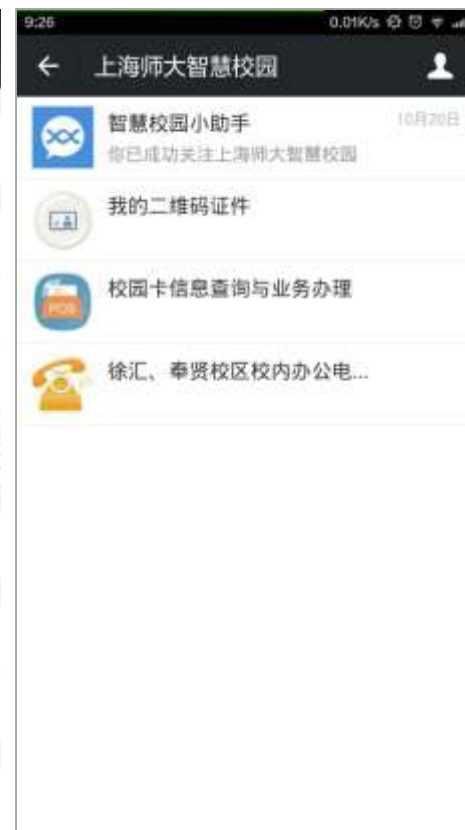 9:26
0.01K/s
上海师大智慧校园
智慧校园小助手
10月20日
你已成功关注上海师大智慧校园
我的二维码证件
校园卡信息查询与业务办理
POS
徐汇、奉贤校区校内办公电...